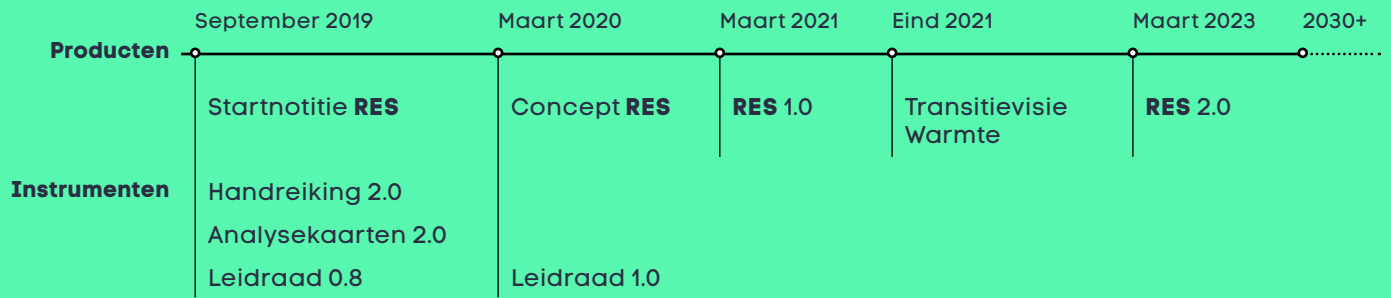 September 2019 Maart 2020 Maart 2021 Eind 2021 Maart 2023 2030+
Producten
Startnotitie RES Concept RES RES 1.0 Transitievisie RES 2.0
Warmte
Instrumenten Handreiking 2.0
Analysekaarten 2.0
Leidraad 0.8 Leidraad 1.0